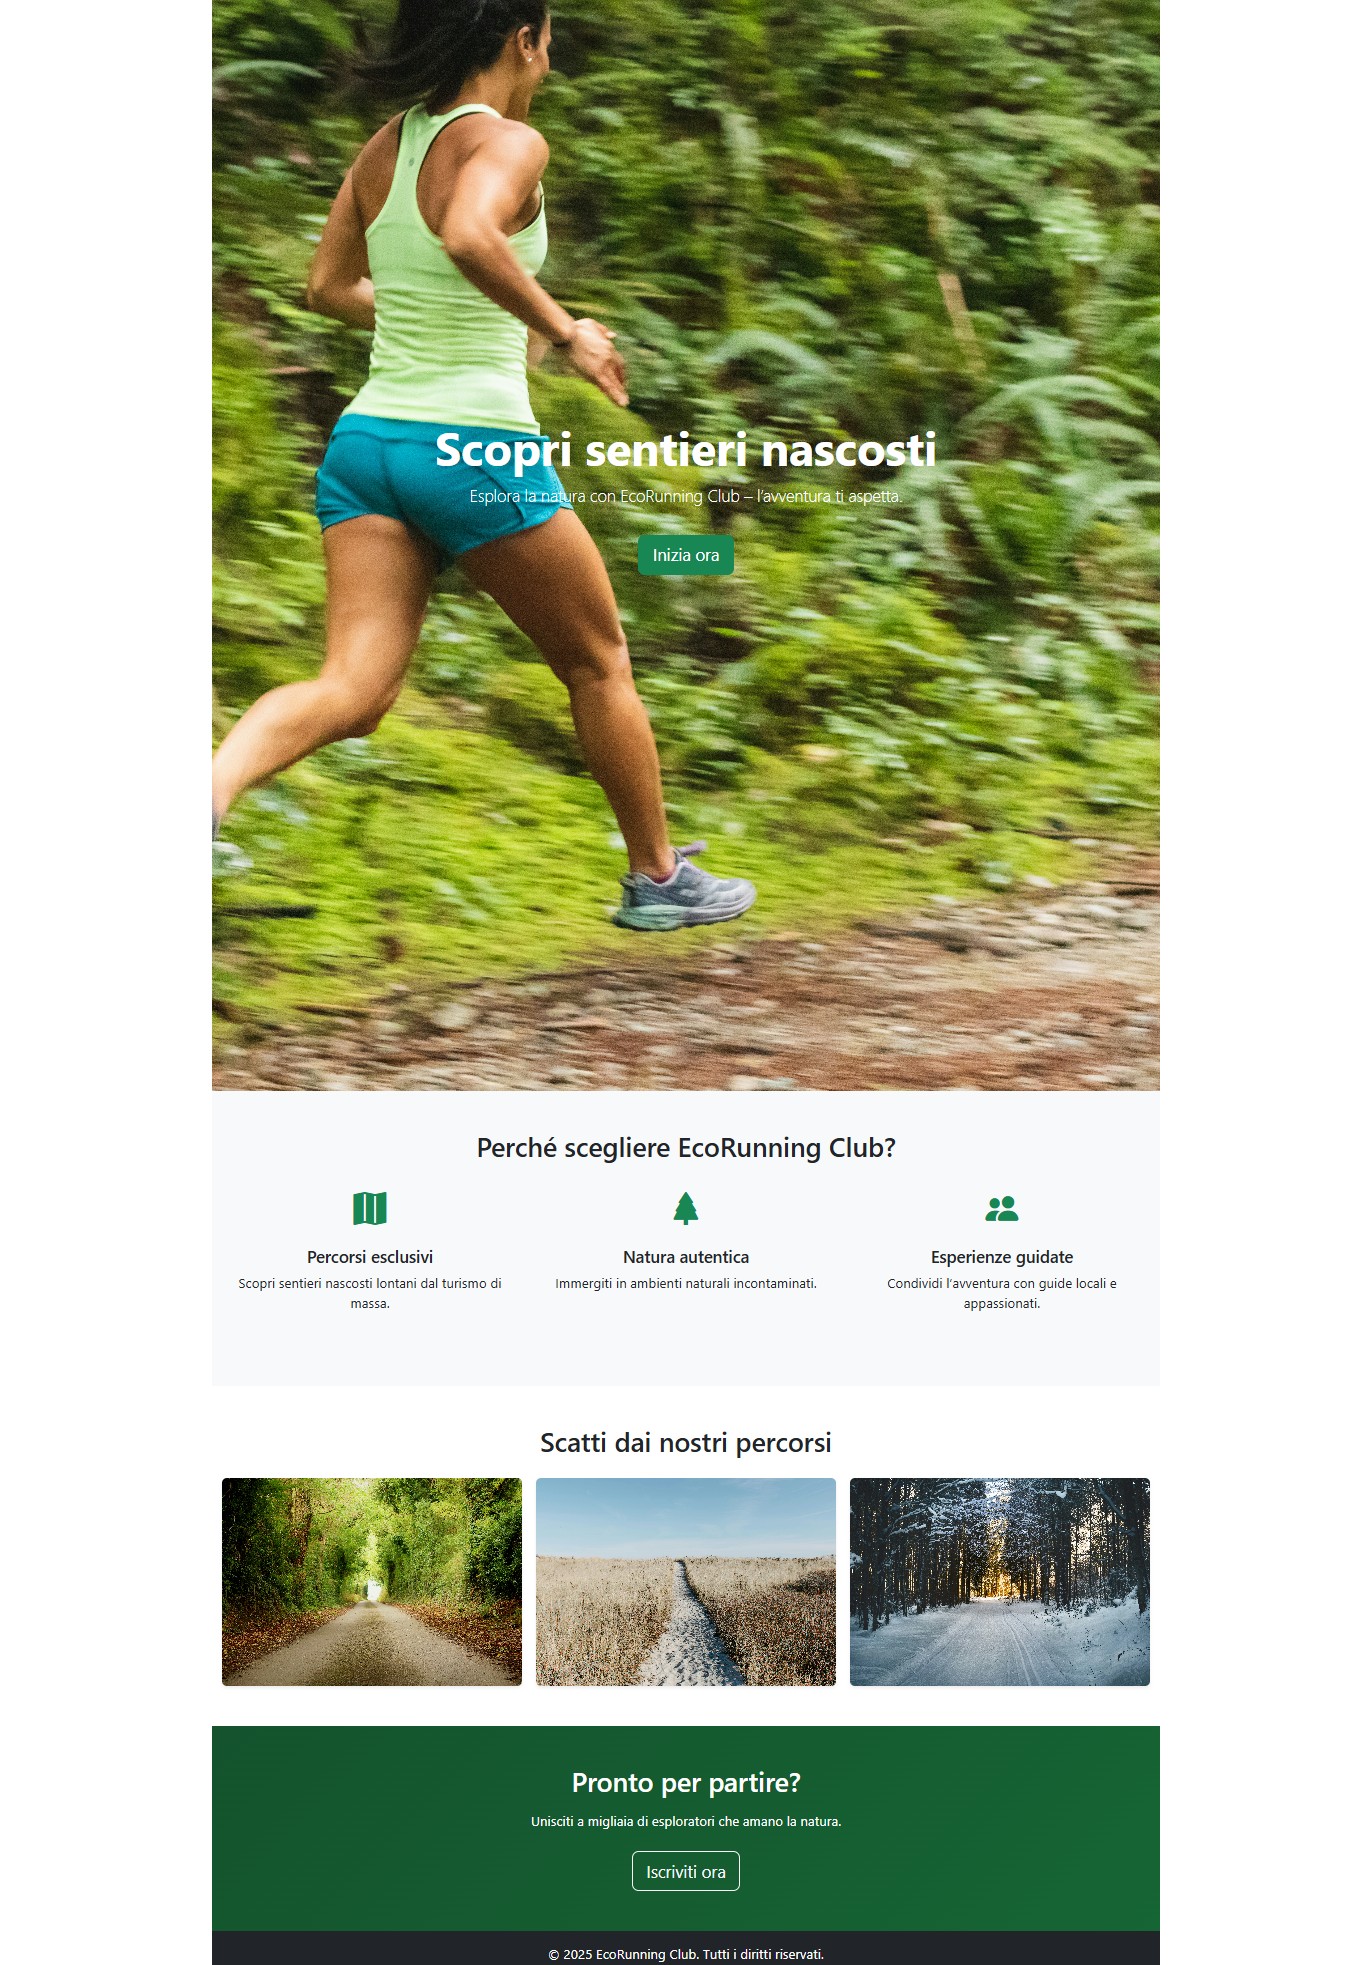 Scopri sentieri nascosti
Esplora la natura con EcoRunning Club – l’avventura ti aspetta.
Inizia ora
Perché scegliere EcoRunning Club?
Percorsi esclusivi
Scopri sentieri nascosti lontani dal turismo di
massa.
Natura autentica
Immergiti in ambienti naturali incontaminati.
Esperienze guidate
Condividi l’avventura con guide locali e
appassionati.
Scatti dai nostri percorsi
Pronto per partire?
Unisciti a migliaia di esploratori che amano la natura.
Iscriviti ora
© 2025 EcoRunning Club. Tutti i diritti riservati.